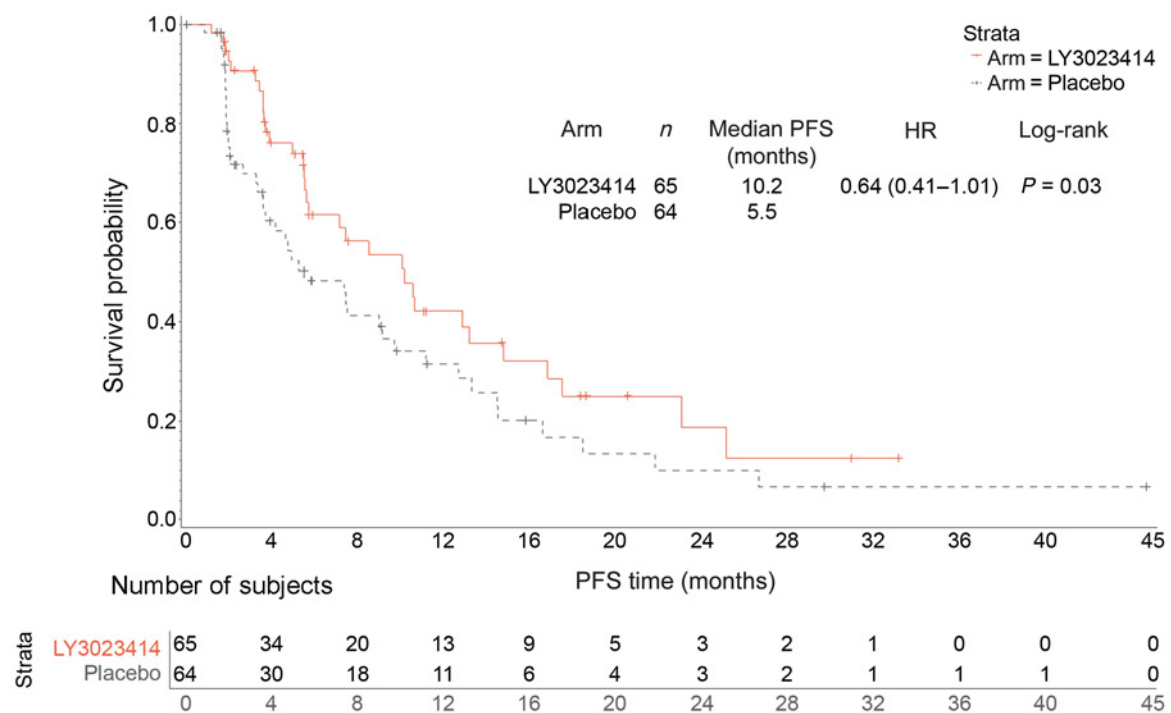 Strata
Arm = LY3023414
Arm = Placebo
Arm n Median PFS (months) HR Log-rank
LY3023414 65 10.2 0.64 (0.41–1.01) P = 0.03
Placebo 64 5.5
Survival probability
1.0
0.8
0.6
0.4
0.2
0.0
0 4 8 12 16 20 24 28 32 36 40 45
PFS time (months)
Number of subjects
Strata
LY3023414 65 34 20 13 9 5 3 2 1 0 0 0
Placebo 64 30 18 11 6 4 3 2 1 1 1 0
0 4 8 12 16 20 24 28 32 36 40 45